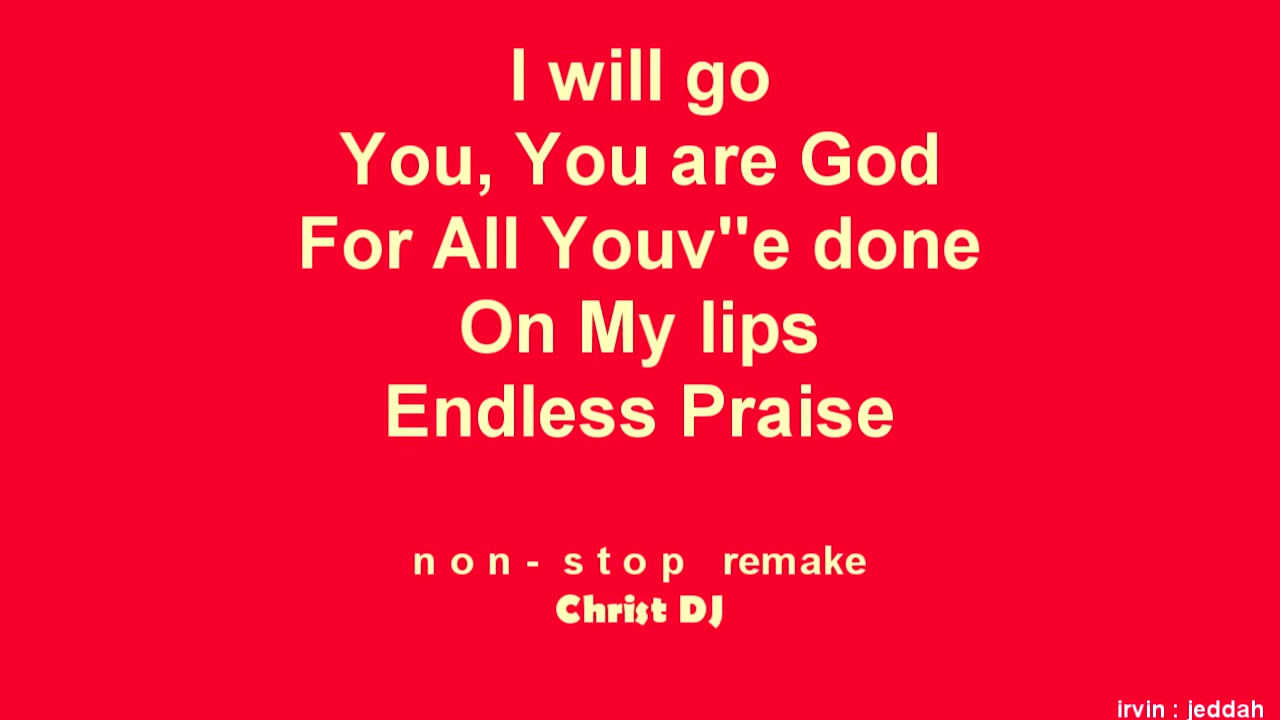 I will go
You, You are God
For All Youv"e done
On My lips
Endless Praise
n o n - s t o p remake
Christ DJ
irvin : jeddah